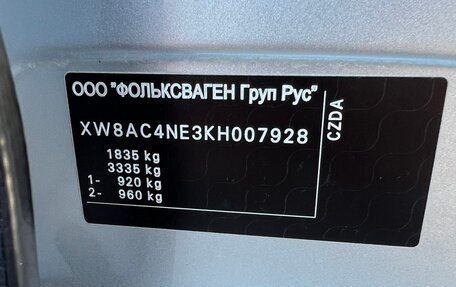 ООО "ФОЛЬКСВАГЕН Груп Рус"
XW8AC4NE3KH007928
1835 kg
3335 kg
1- 920 kg
2- 960 kg
CZDA